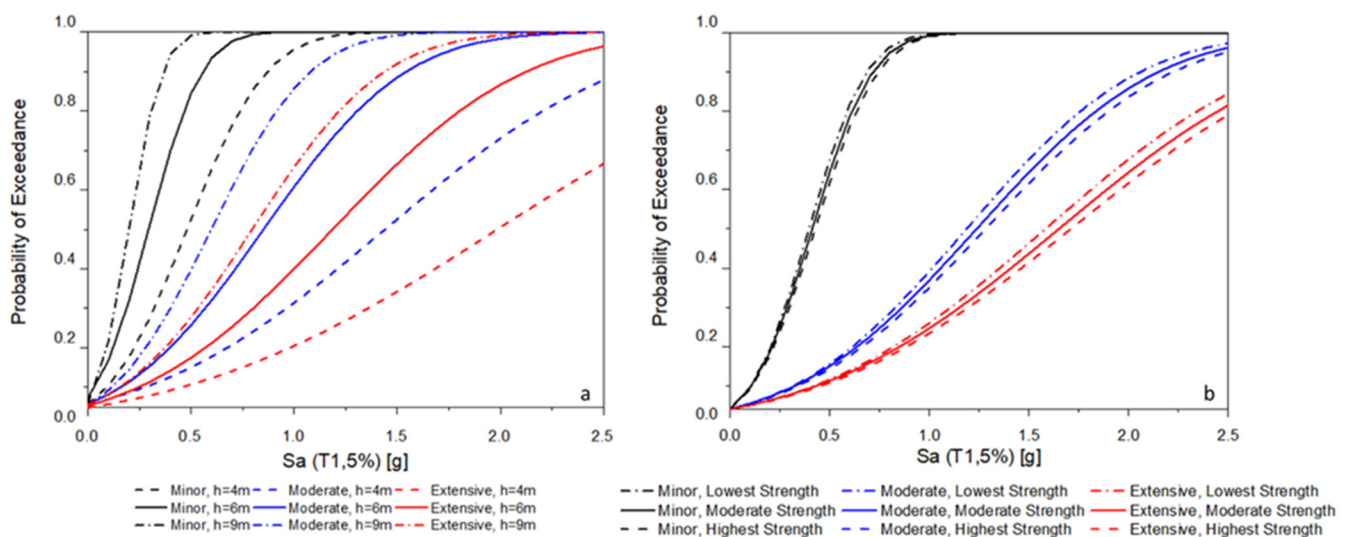 1.0
0.8
0.6
0.4
0.2
0.0
Probability of Exceedance
0.0 0.5 1.0 1.5 2.0 2.5
Sa (T1,5%) [g]
a
Minor, h=4m Moderate, h=4m Extensive, h=4m
Minor, h=6m Moderate, h=6m Extensive, h=6m
Minor, h=9m Moderate, h=9m Extensive, h=9m
1.0
0.8
0.6
0.4
0.2
0.0
Probability of Exceedance
0.0 0.5 1.0 1.5 2.0 2.5
Sa (T1,5%) [g]
b
Minor, Lowest Strength Moderate, Lowest Strength Extensive, Lowest Strength
Minor, Moderate Strength Moderate, Moderate Strength Extensive, Moderate Strength
Minor, Highest Strength Moderate, Highest Strength Extensive, Highest Strength